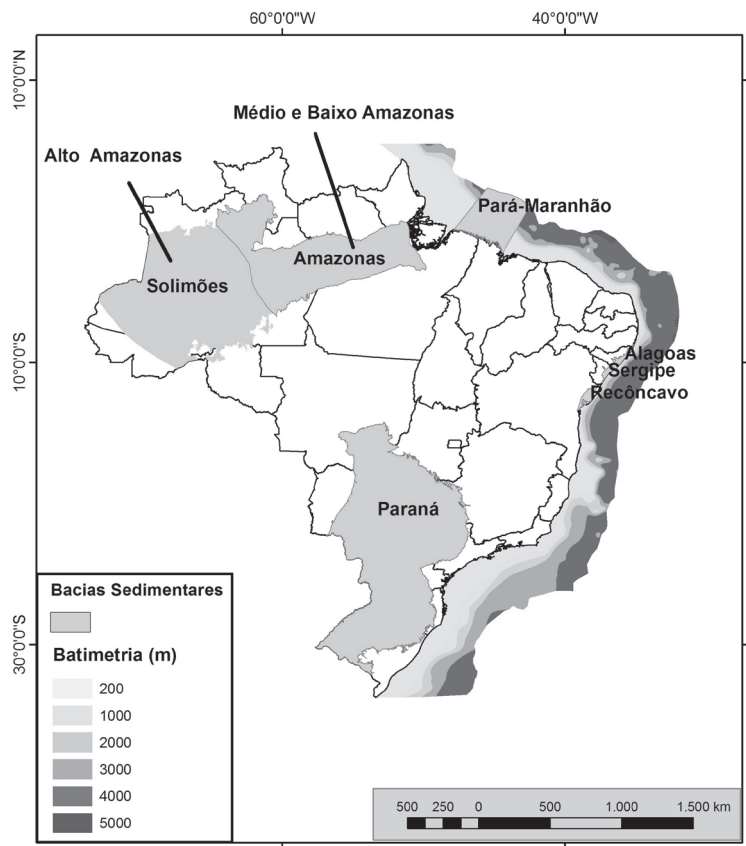 60°0'0"W 40°0'0"W
10°0'0"N
Médio e Baixo Amazonas
Alto Amazonas
Pará-Maranhão
Amazonas
Solimões
10°0'0"S
Alagoas
Sergipe
Recôncavo
Paraná
30°0'0"S
Bacias Sedimentares
Batimetria (m)
200
1000
2000
3000
4000
5000
500 250 0 500 1.000 1.500 km